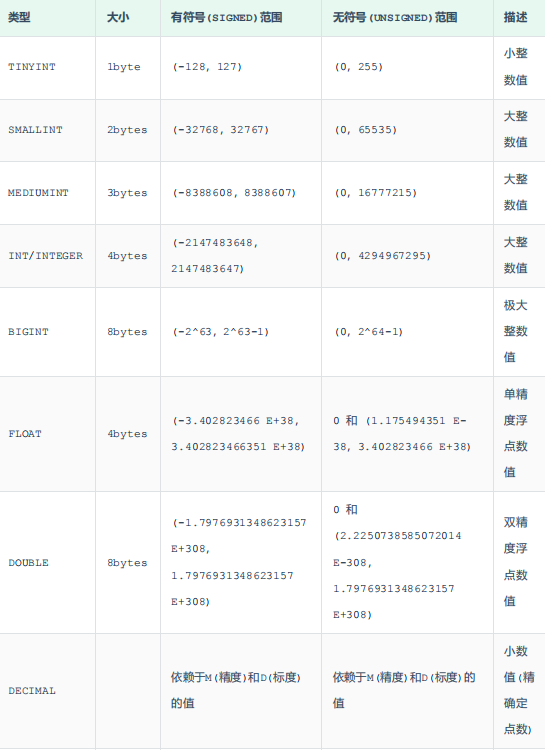 类型 大小 有符号(SIGNED)范围 无符号(UNSIGNED)范围 描述
TINYINT 1byte (-128, 127) (0, 255) 小整数值
SMALLINT 2bytes (-32768, 32767) (0, 65535) 大整数值
MEDIUMINT 3bytes (-8388608, 8388607) (0, 16777215) 大整数值
INT/INTEGER 4bytes (-2147483648, 2147483647) (0, 4294967295) 大整数值
BIGINT 8bytes (-2^63, 2^63-1) (0, 2^64-1) 极大整数值
FLOAT 4bytes (-3.402823466 E+38, 3.402823466351 E+38) 0 和 (1.175494351 E-38, 3.402823466 E+38) 单精度浮点数值
DOUBLE 8bytes (-1.7976931348623157 E+308, 1.7976931348623157 E+308) 0 和 (2.2250738585072014 E-308, 1.7976931348623157 E+308) 双精度浮点数值
DECIMAL 依赖于M(精度)和D(标度)的值 依赖于M(精度)和D(标度)的值 小数值(精确定点数)